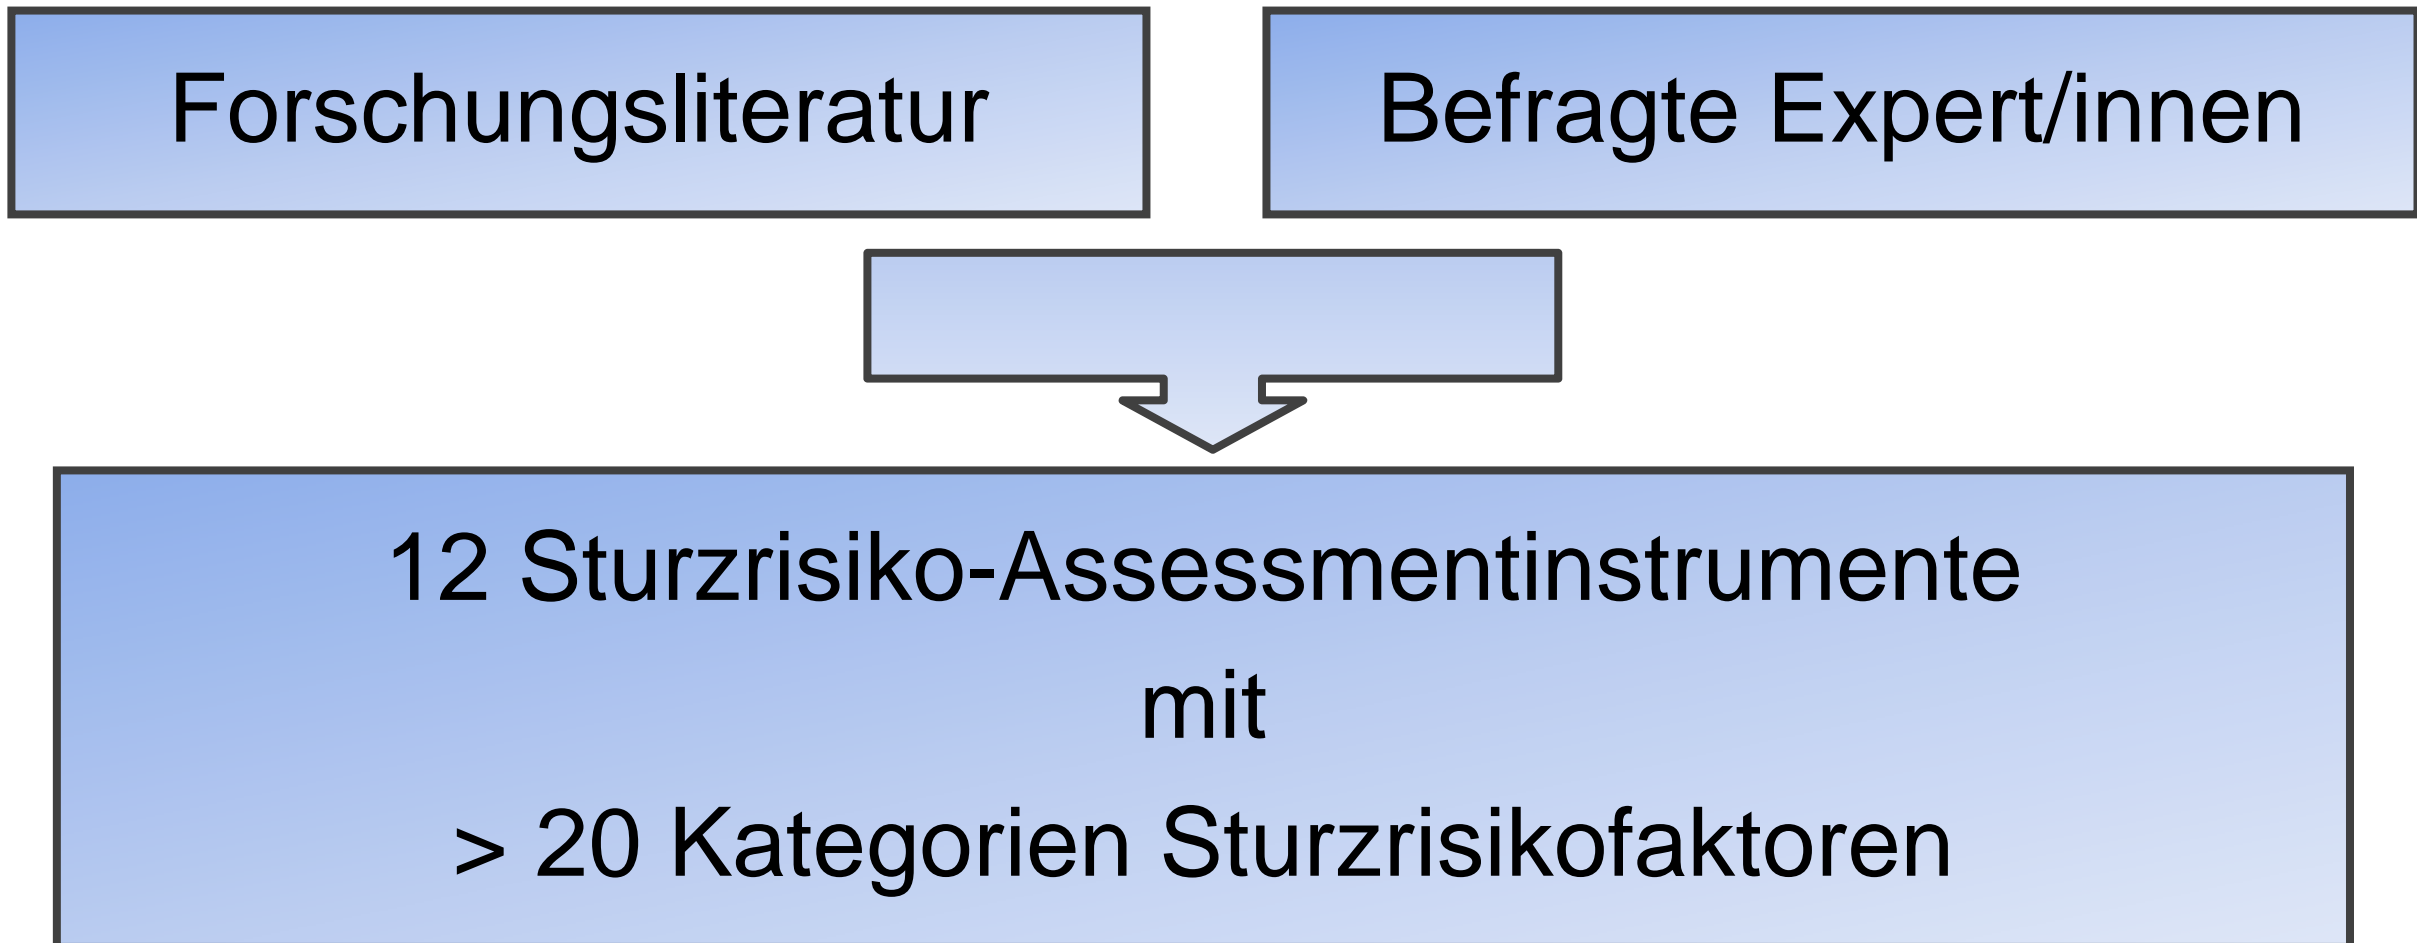 Forschungsliteratur
Befragte Expert/innen
12 Sturzrisiko-Assessmentinstrumente
mit
> 20 Kategorien Sturzrisikofaktoren